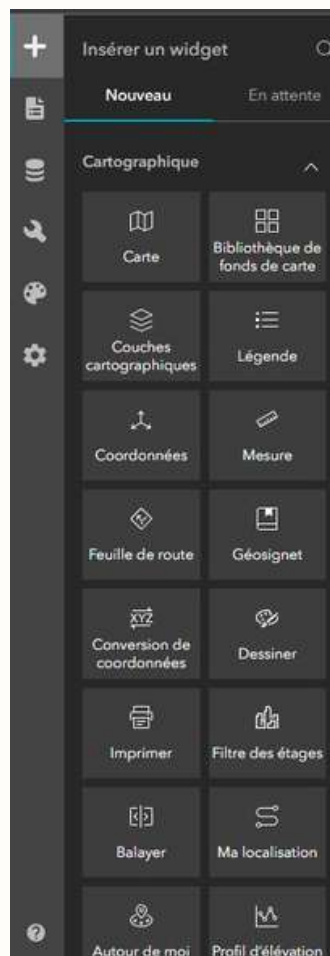 Insérer un widget
Nouveau
En attente
Cartographique
Carte
Bibliothèque de
fonds de carte
Couches
cartographiques
Légende
Coordonnées
Mesure
Feuille de route
Géosignet
XYZ
Conversion de
coordonnées
Dessiner
Imprimer
Filtre des étages
Balayer
Ma localisation
Autour de moi
Profil d'élévation